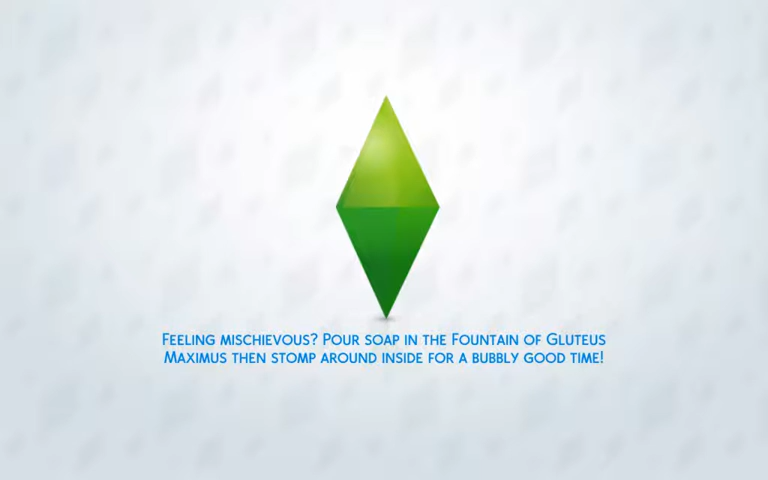 Feeling mischievous? Pour soap in the Fountain of Gluteus
Maximus then stomp around inside for a bubbly good time!